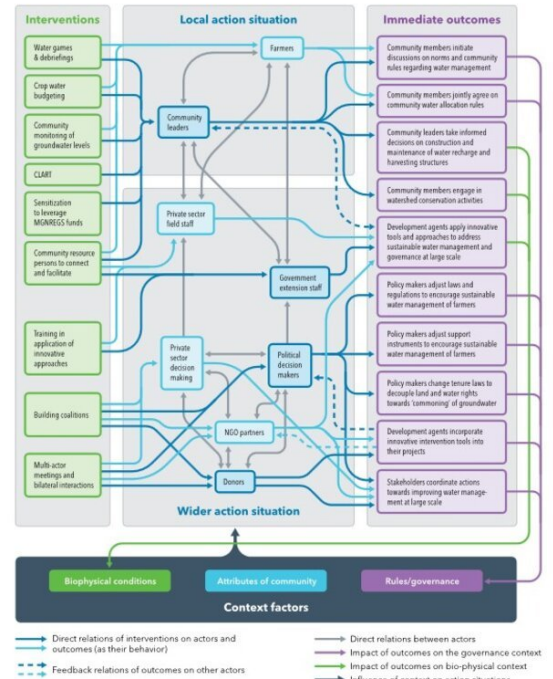 Interventions
Local action situation
Immediate outcomes
Water games
& debriefings
Crop water
budgeting
Community
monitoring of
groundwater levels
CLART
Sensitization
to leverage
MGNREGS funds
Community resource
persons to connect
and facilitate
Training in
application of
innovative
approaches
Building coalitions
Multi-actor
meetings and
bilateral interactions
Farmers
Community
leaders
Private sector
field staff
Government
extension staff
Private
sector
decision
making
Political
decision
makers
NGO partners
Donors
Wider action situation
Community members initiate
discussions on norms and community
rules regarding water management
Community members jointly agree on
community water allocation rules
Community leaders take informed
decisions on construction and
maintenance of water recharge and
harvesting structures
Community members engage in
watershed conservation activities
Development agents apply innovative
tools and approaches to address
sustainable water management and
governance at large scale
Policy makers adjust laws and
regulations to encourage sustainable
water management of farmers
Policy makers adjust support
instruments to encourage sustainable
water management of farmers
Policy makers change tenure laws to
decouple land and water rights
towards 'commoning' of groundwater
Development agents incorporate
innovative intervention tools into
their projects
Stakeholders coordinate actions
towards improving water manage-
ment at large scale
Biophysical conditions
Attributes of community
Rules/governance
Context factors
Direct relations of interventions on actors and
outcomes (as their behavior)
Feedback relations of outcomes on other actors
Direct relations between actors
Impact of outcomes on the governance context
Impact of outcomes on bio-physical context
Influence of context on action situations